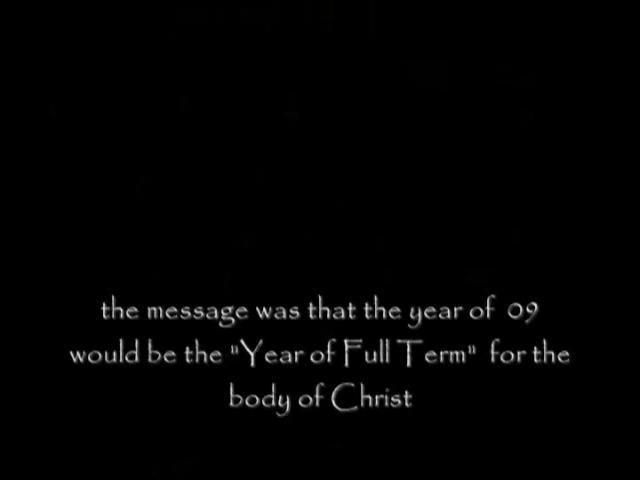 the message was that the year of 09
would be the "Year of Full Term" for the
body of Christ